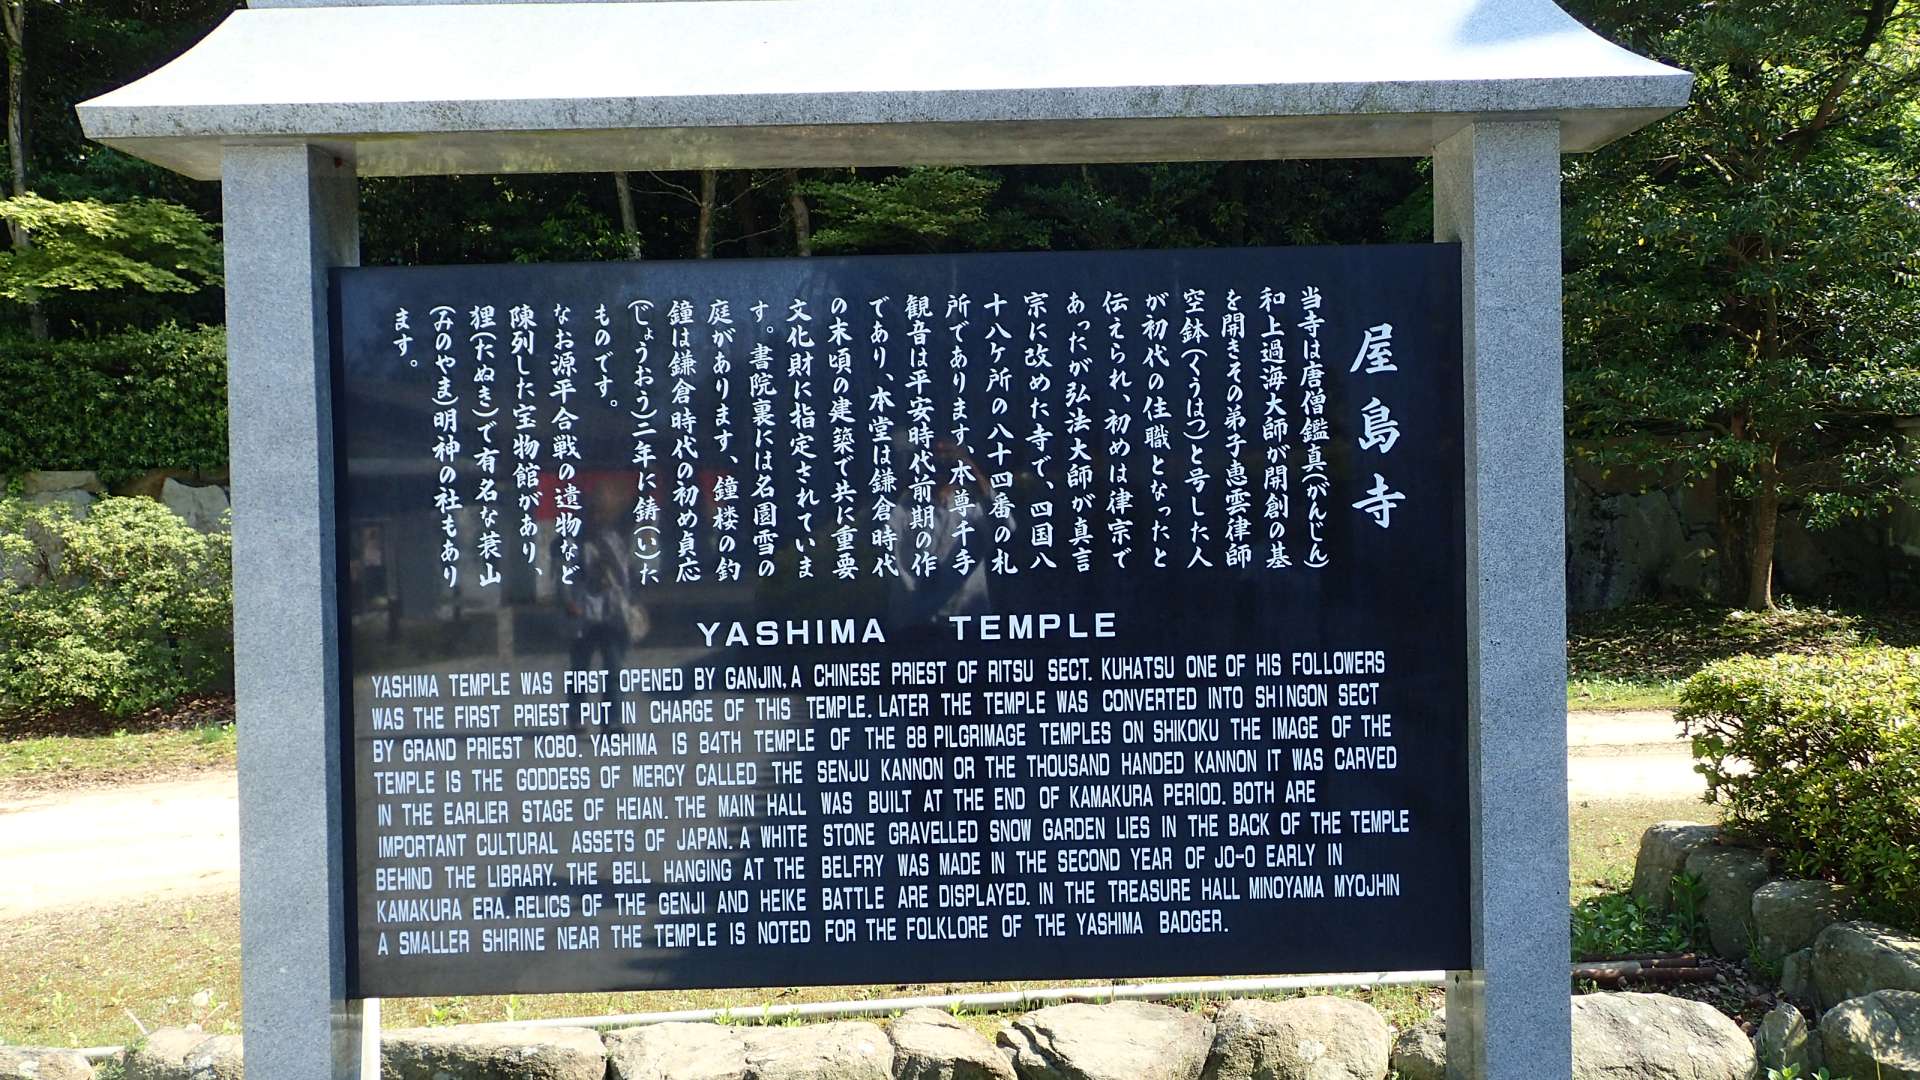 屋島寺
当寺は唐僧鑑真(がんじん)
和上過海大師が開創の基
を開きその弟子恵雲律師
空鉢(くうはつ)と号した人
が初代の住職となったと
伝えられ、初めは律宗で
あったが弘法大師が真言
宗に改めた寺で、四国八
十八ケ所の八十四番の札
所であります、本尊千手
観音は平安時代前期の作
であり、本堂は鎌倉時代
の末頃の建築で共に重要
文化財に指定されていま
す。書院裏には名園雪の
庭があります、鐘楼の釣
鐘は鎌倉時代の初め貞応
(じょうおう)二年に鋳(い)た
ものです。
なお源平合戦の遺物など
陳列した宝物館があり、
狸(たぬき)で有名な蓑山
(みのやま)明神の社もあり
ます。
YASHIMA TEMPLE
YASHIMA TEMPLE WAS FIRST OPENED BY GANJIN. A CHINESE PRIEST OF RITSU SECT. KUHATSU ONE OF HIS FOLLOWERS
WAS THE FIRST PRIEST PUT IN CHARGE OF THIS TEMPLE. LATER THE TEMPLE WAS CONVERTED INTO SHINGON SECT
BY GRAND PRIEST KOBO. YASHIMA IS 84TH TEMPLE OF THE 88 PILGRIMAGE TEMPLES ON SHIKOKU THE IMAGE OF THE
TEMPLE IS THE GODDESS OF MERCY CALLED THE SENJU KANNON OR THE THOUSAND HANDED KANNON IT WAS CARVED
IN THE EARLIER STAGE OF HEIAN. THE MAIN HALL WAS BUILT AT THE END OF KAMAKURA PERIOD. BOTH ARE
IMPORTANT CULTURAL ASSETS OF JAPAN. A WHITE STONE GRAVELLED SNOW GARDEN LIES IN THE BACK OF THE TEMPLE
BEHIND THE LIBRARY. THE BELL HANGING AT THE BELFRY WAS MADE IN THE SECOND YEAR OF JO-O EARLY IN
KAMAKURA ERA. RELICS OF THE GENJI AND HEIKE BATTLE ARE DISPLAYED. IN THE TREASURE HALL MINOYAMA MYOJHIN
A SMALLER SHIRINE NEAR THE TEMPLE IS NOTED FOR THE FOLKLORE OF THE YASHIMA BADGER.